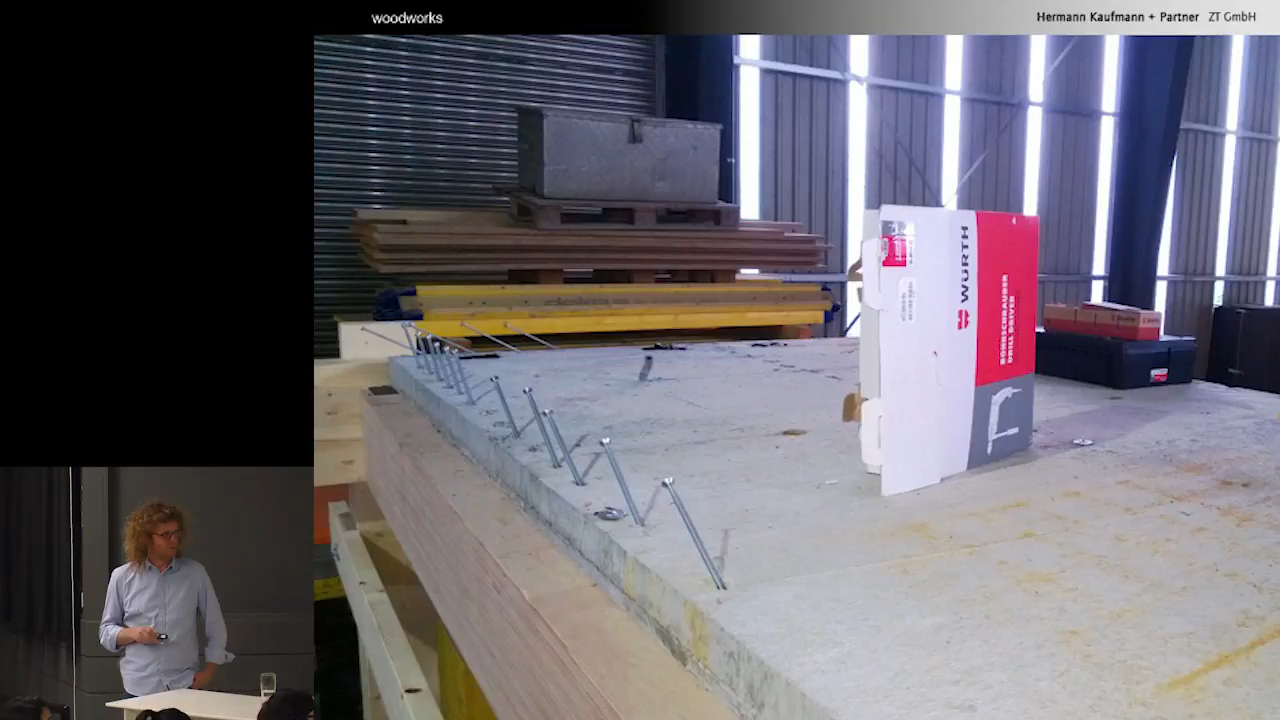 woodworks
Hermann Kaufmann + Partner ZT GmbH
WÜRTH
BOHRSCHRAUBER
DRILL DRIVER